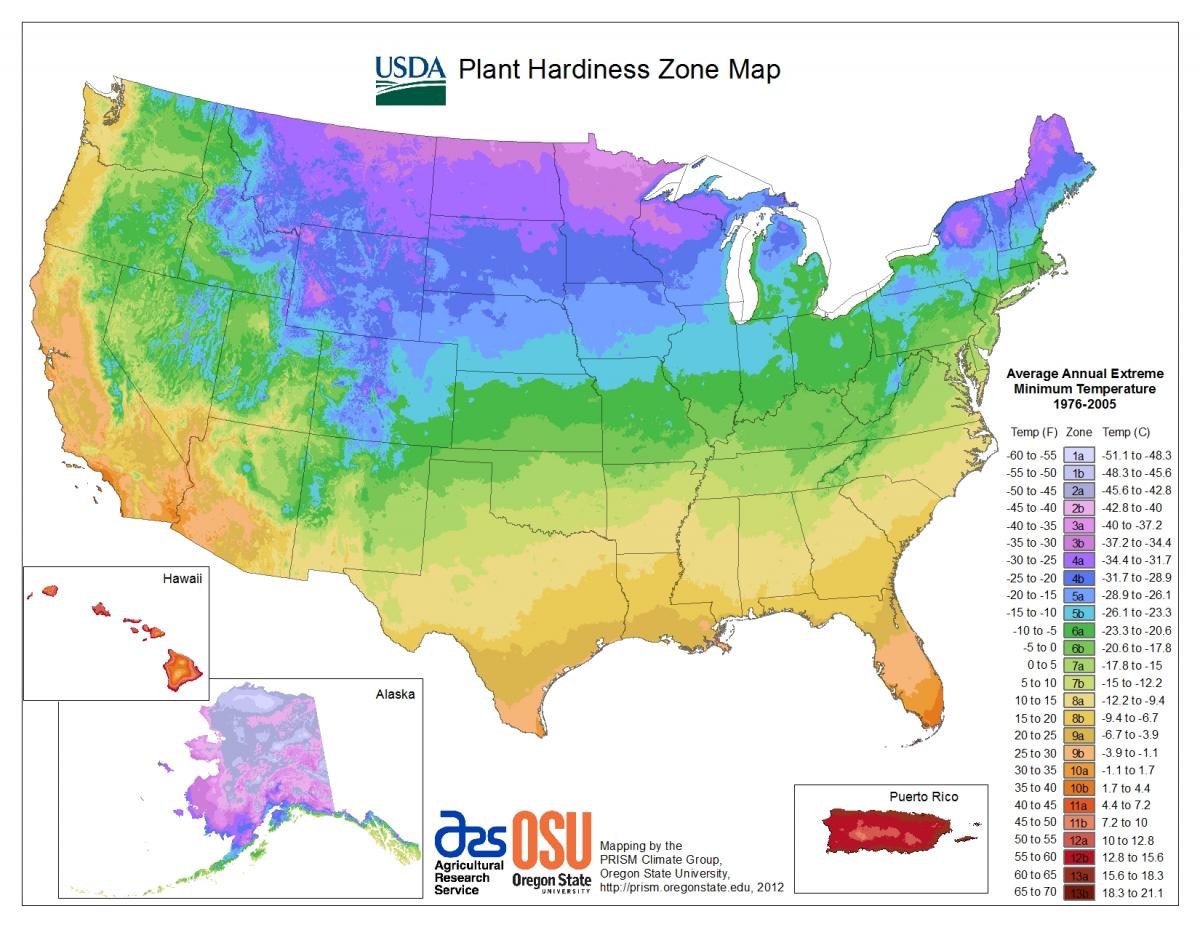 USDA Plant Hardiness Zone Map
Average Annual Extreme
Minimum Temperature
1976-2005
Temp (F) Zone Temp (C)
-60 to -55 1a -51.1 to -48.3
-55 to -50 1b -48.3 to -45.6
-50 to -45 2a -45.6 to -42.8
-45 to -40 2b -42.8 to -40
-40 to -35 3a -40 to -37.2
-35 to -30 3b -37.2 to -34.4
-30 to -25 4a -34.4 to -31.7
-25 to -20 4b -31.7 to -28.9
-20 to -15 5a -28.9 to -26.1
-15 to -10 5b -26.1 to -23.3
-10 to -5 6a -23.3 to -20.6
-5 to 0 6b -20.6 to -17.8
0 to 5 7a -17.8 to -15
5 to 10 7b -15 to -12.2
10 to 15 8a -12.2 to -9.4
15 to 20 8b -9.4 to -6.7
20 to 25 9a -6.7 to -3.9
25 to 30 9b -3.9 to -1.1
30 to 35 10a -1.1 to 1.7
35 to 40 10b 1.7 to 4.4
40 to 45 11a 4.4 to 7.2
45 to 50 11b 7.2 to 10
50 to 55 12a 10 to 12.8
55 to 60 12b 12.8 to 15.6
60 to 65 13a 15.6 to 18.3
65 to 70 13b 18.3 to 21.1
Hawaii
Alaska
Puerto Rico
ars
Agricultural
Research
Service
OSU
Oregon State
UNIVERSITY
Mapping by the
PRISM Climate Group,
Oregon State University,
http://prism.oregonstate.edu, 2012